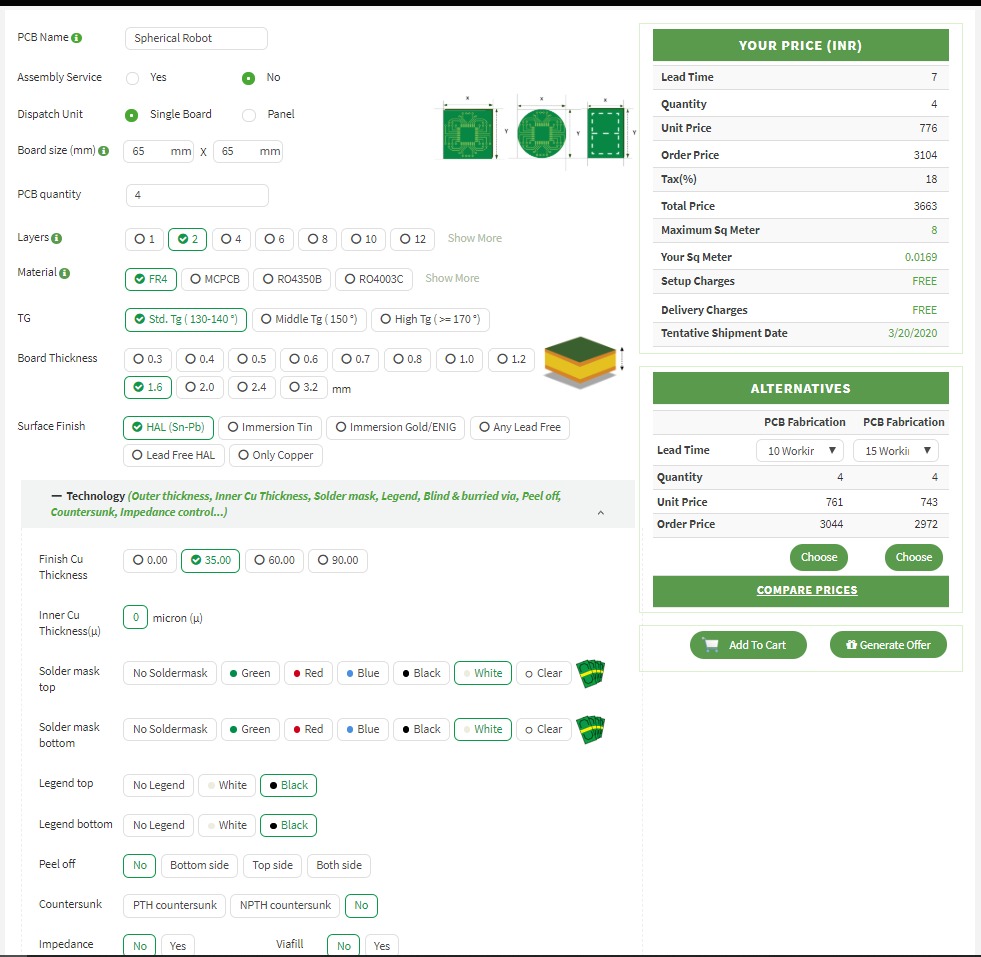 PCB Name
Spherical Robot
Assembly Service Yes No
Dispatch Unit Single Board Panel
Board size (mm) 65 mm X 65 mm
x x x
Y Y Y
PCB quantity 4
Layers 1 2 4 6 8 10 12 Show More
Material FR4 MCPCB RO4350B RO4003C Show More
TG Std. Tg ( 130-140 °) Middle Tg ( 150 °) High Tg ( >= 170 °)
Board Thickness 0.3 0.4 0.5 0.6 0.7 0.8 1.0 1.2
1.6 2.0 2.4 3.2 mm
Surface Finish HAL (Sn-Pb) Immersion Tin Immersion Gold/ENIG Any Lead Free
Lead Free HAL Only Copper
— Technology (Outer thickness, Inner Cu Thickness, Solder mask, Legend, Blind & burried via, Peel off,
Countersunk, Impedance control...)
Finish Cu 0.00 35.00 60.00 90.00
Thickness
Inner Cu 0 micron (µ)
Thickness(µ)
Solder mask No Soldermask Green Red Blue Black White Clear
top
Solder mask No Soldermask Green Red Blue Black White Clear
bottom
Legend top No Legend White Black
Legend bottom No Legend White Black
Peel off No Bottom side Top side Both side
Countersunk PTH countersunk NPTH countersunk No
Impedance No Yes Viafill No Yes
YOUR PRICE (INR)
Lead Time 7
Quantity 4
Unit Price 776
Order Price 3104
Tax(%) 18
Total Price 3663
Maximum Sq Meter 8
Your Sq Meter 0.0169
Setup Charges FREE
Delivery Charges FREE
Tentative Shipment Date 3/20/2020
ALTERNATIVES
PCB Fabrication PCB Fabrication
Lead Time 10 Workin 15 Workin
Quantity 4 4
Unit Price 761 743
Order Price 3044 2972
Choose Choose
COMPARE PRICES
Add To Cart Generate Offer